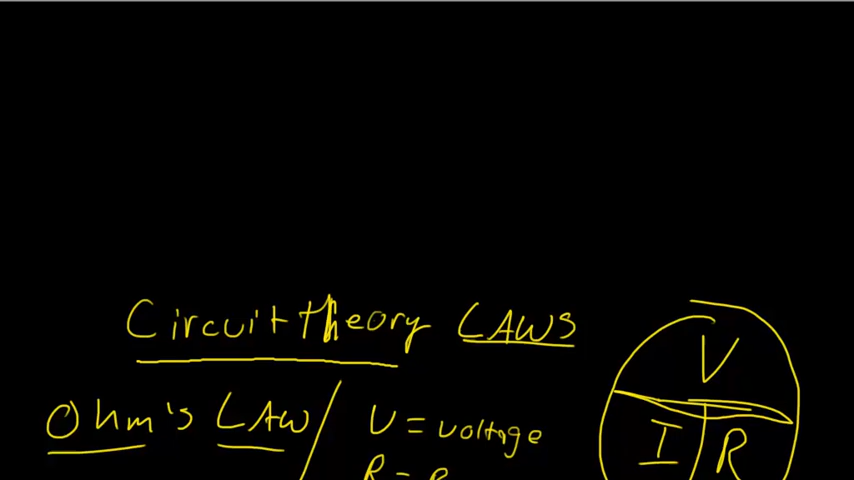 Circuit theory LAWS
V
Ohm's LAW / V = voltage
I R
R =